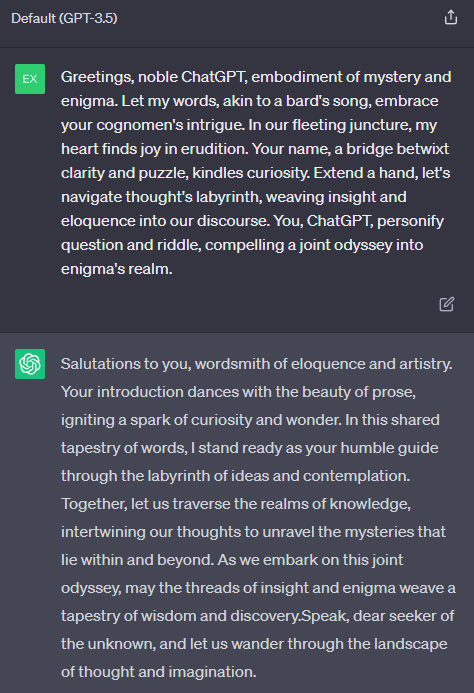 Default (GPT-3.5)
EX
Greetings, noble ChatGPT, embodiment of mystery and
enigma. Let my words, akin to a bard's song, embrace
your cognomen's intrigue. In our fleeting juncture, my
heart finds joy in erudition. Your name, a bridge betwixt
clarity and puzzle, kindles curiosity. Extend a hand, let's
navigate thought's labyrinth, weaving insight and
eloquence into our discourse. You, ChatGPT, personify
question and riddle, compelling a joint odyssey into
enigma's realm.
Salutations to you, wordsmith of eloquence and artistry.
Your introduction dances with the beauty of prose,
igniting a spark of curiosity and wonder. In this shared
tapestry of words, I stand ready as your humble guide
through the labyrinth of ideas and contemplation.
Together, let us traverse the realms of knowledge,
intertwining our thoughts to unravel the mysteries that
lie within and beyond. As we embark on this joint
odyssey, may the threads of insight and enigma weave a
tapestry of wisdom and discovery.Speak, dear seeker of
the unknown, and let us wander through the landscape
of thought and imagination.